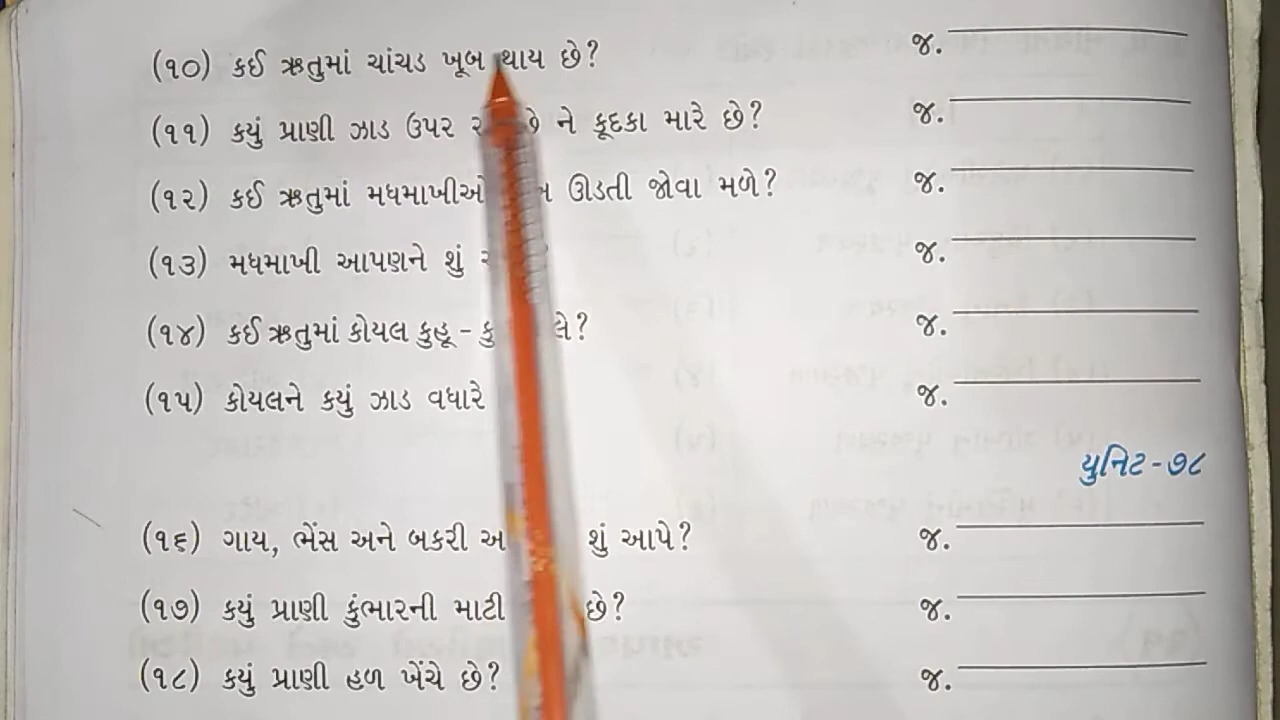 (૧૦) કઈ ઋતુમાં ચાંચડ ખૂબ થાય છે? જ.
(૧૧) કયું પ્રાણી ઝાડ ઉપર છે ને કૂદકા મારે છે? જ.
(૧૨) કઈ ઋતુમાં મધમાખીઓ ઊડતી જોવા મળે? જ.
(૧૩) મધમાખી આપણને શું જ.
(૧૪) કઈ ઋતુમાં કોયલ કુહૂ - જ.
(૧૫) કોયલને કયું ઝાડ વધારે જ.
યુનિટ - ૭૮
(૧૬) ગાય, ભેંસ અને બકરી શું આપે? જ.
(૧૭) કયું પ્રાણી કુંભારની માટી છે? જ.
(૧૮) કયું પ્રાણી હળ ખેંચે છે? જ.